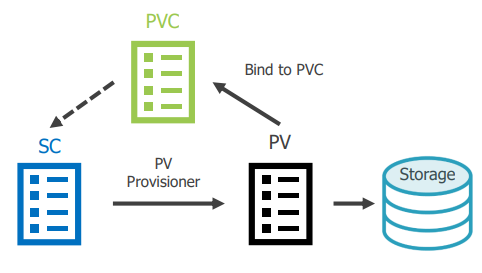 PVC
Bind to PVC
SC
PV
Provisioner
PV
Storage